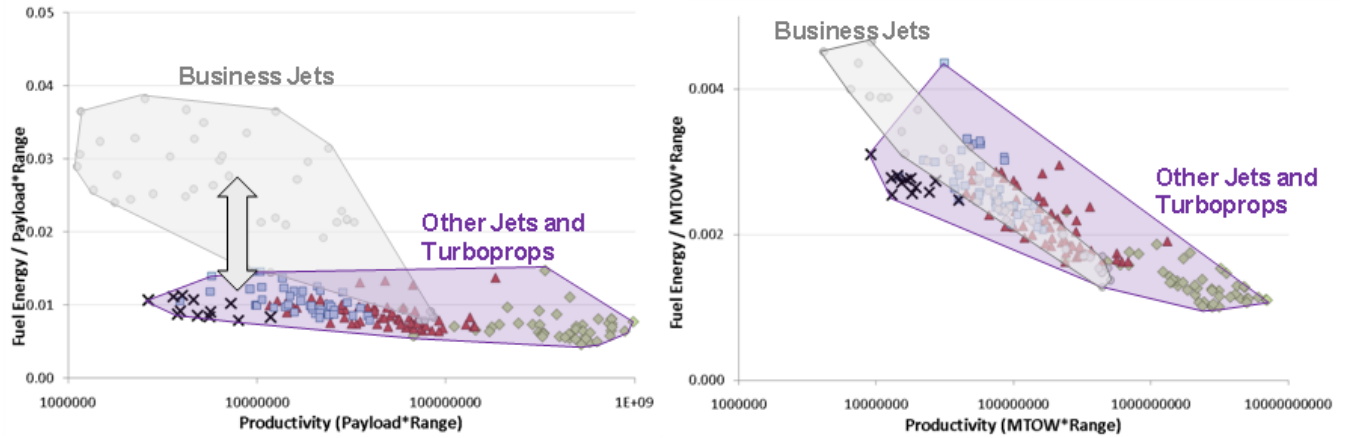 0.05
0.04
0.03
0.02
0.01
0.00
Fuel Energy / Payload*Range
Business Jets
Other Jets and
Turboprops
1000000
10000000
100000000
1E+09
Productivity (Payload*Range)
0.004
0.002
0.000
Fuel Energy / MTOW*Range
Business Jets
Other Jets and
Turboprops
1000000
10000000
100000000
1000000000
10000000000
Productivity (MTOW*Range)